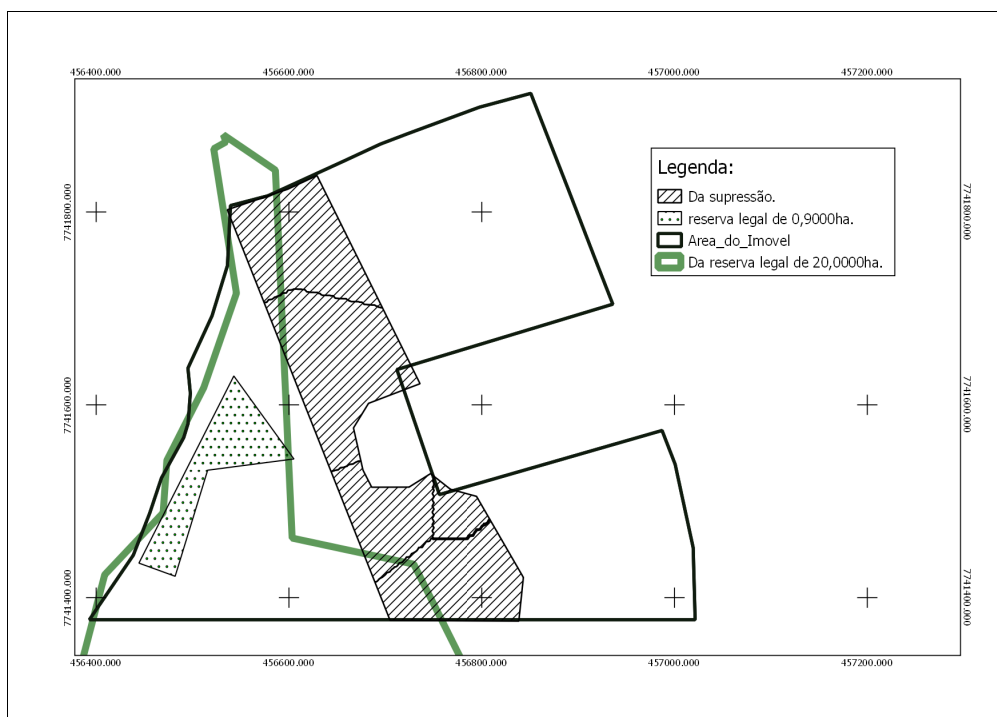 456400.000 456600.000 456800.000 457000.000 457200.000
7741800.000
7741600.000
7741400.000
Legenda:
Da supressão.
reserva legal de 0,9000ha.
Area_do_Imovel
Da reserva legal de 20,0000ha.
7741800.000
7741600.000
7741400.000
456400.000 456600.000 456800.000 457000.000 457200.000